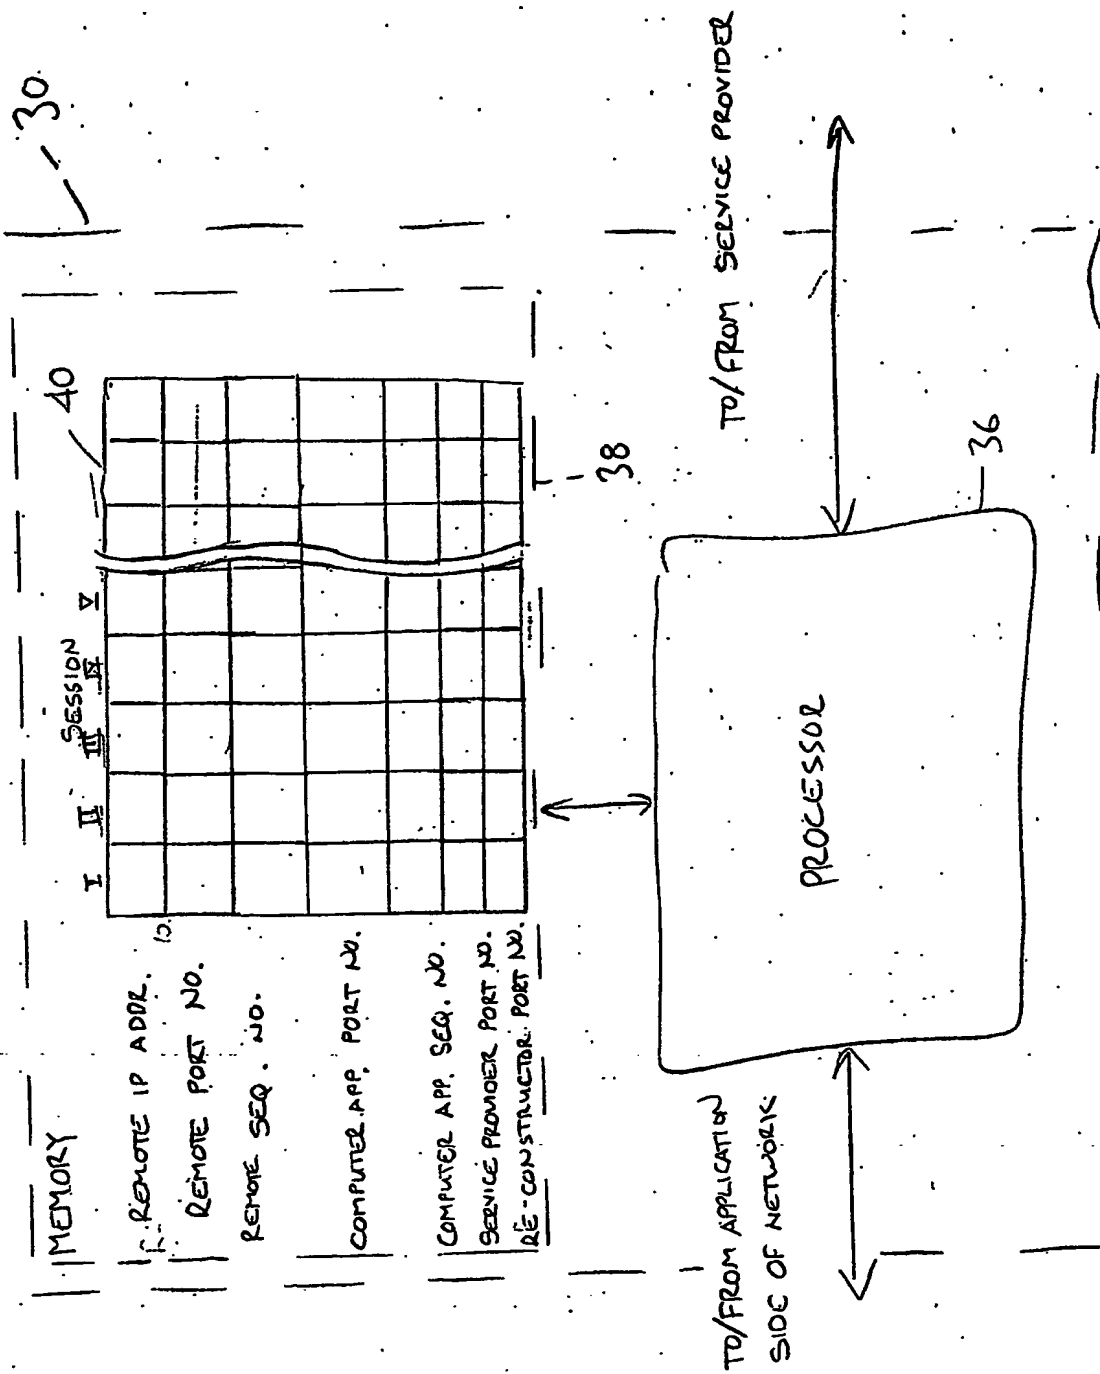 30
MEMORY
40
SESSION
I II III IV V
REMOTE IP ADDR.
REMOTE PORT NO.
REMOTE SEQ. NO.
COMPUTER APP. PORT NO.
COMPUTER APP. SEQ. NO.
SERVICE PROVIDER PORT NO.
RE-CONSTRUCTOR PORT NO.
38
TO/FROM APPLICATION
SIDE OF NETWORK
PROCESSOR
36
TO/FROM SERVICE PROVIDER